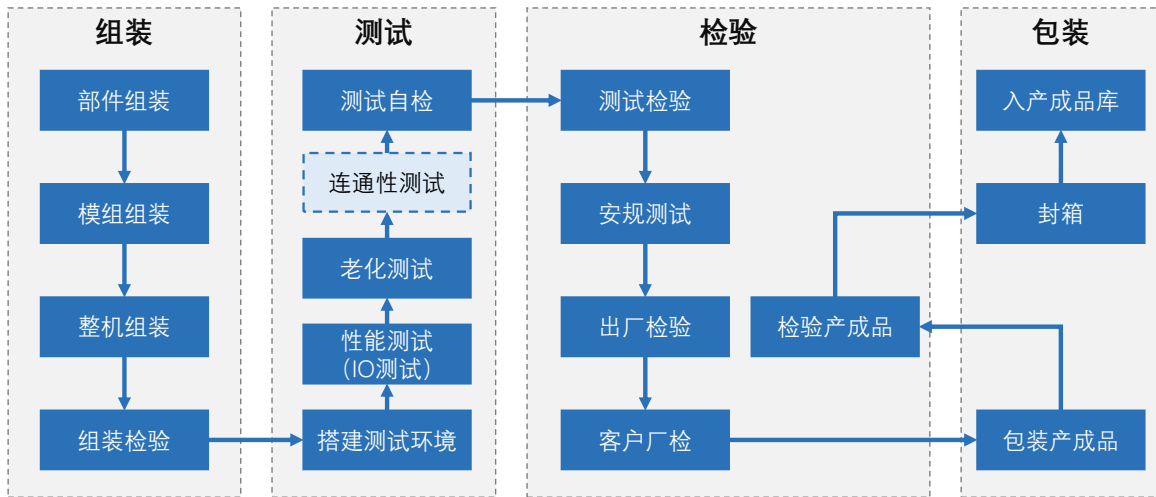 组装
部件组装
模组组装
整机组装
组装检验
测试
测试自检
连通性测试
老化测试
性能测试
（IO测试）
搭建测试环境
检验
测试检验
安规测试
出厂检验
客户厂检
检验产成品
包装
入产成品库
封箱
包装产成品